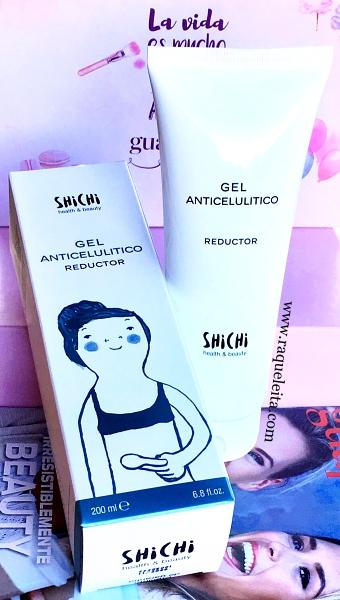 La vida
es mucho
gua
SHiCHi
health & beauty
GEL
ANTICELULITICO
REDUCTOR
200 ml e
6.8 fl.oz.
SHiCHi
health & beauty
GEL
ANTICELULITICO
REDUCTOR
SHiCHi
health & beauty
www.raqueleita.com
IRRESISTIBLEMENTE
BEAUTY